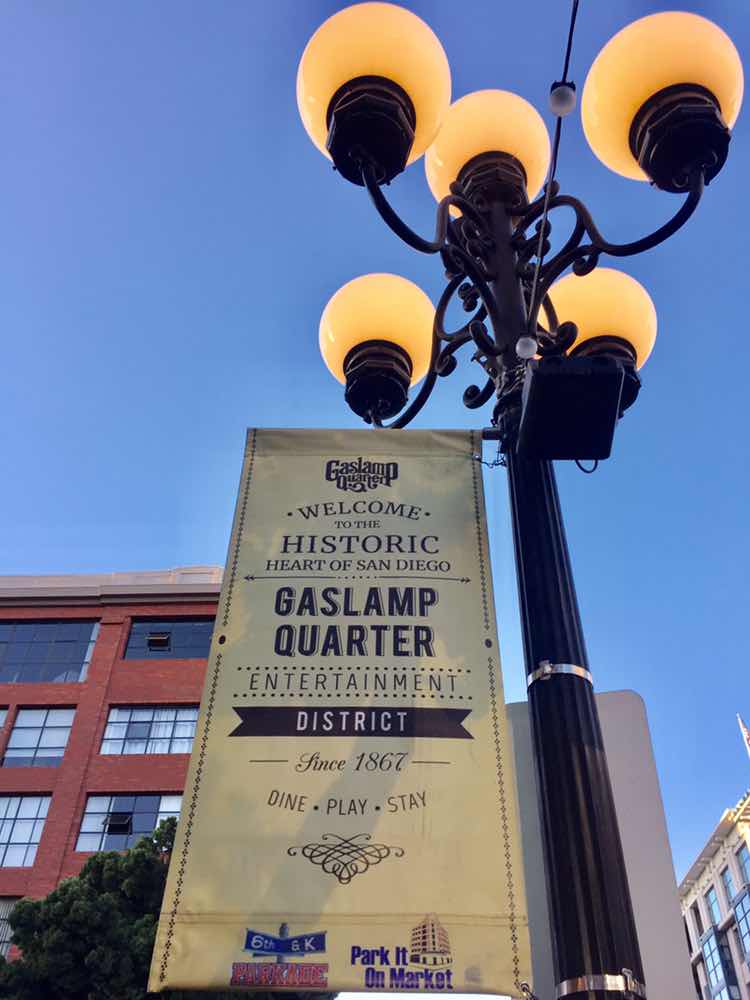 Gaslamp
Quarter
• WELCOME •
TO THE
HISTORIC
HEART OF SAN DIEGO
GASLAMP
QUARTER
ENTERTAINMENT
DISTRICT
Since 1867
DINE • PLAY • STAY
6th & K
PARKADE
Park It
On Market